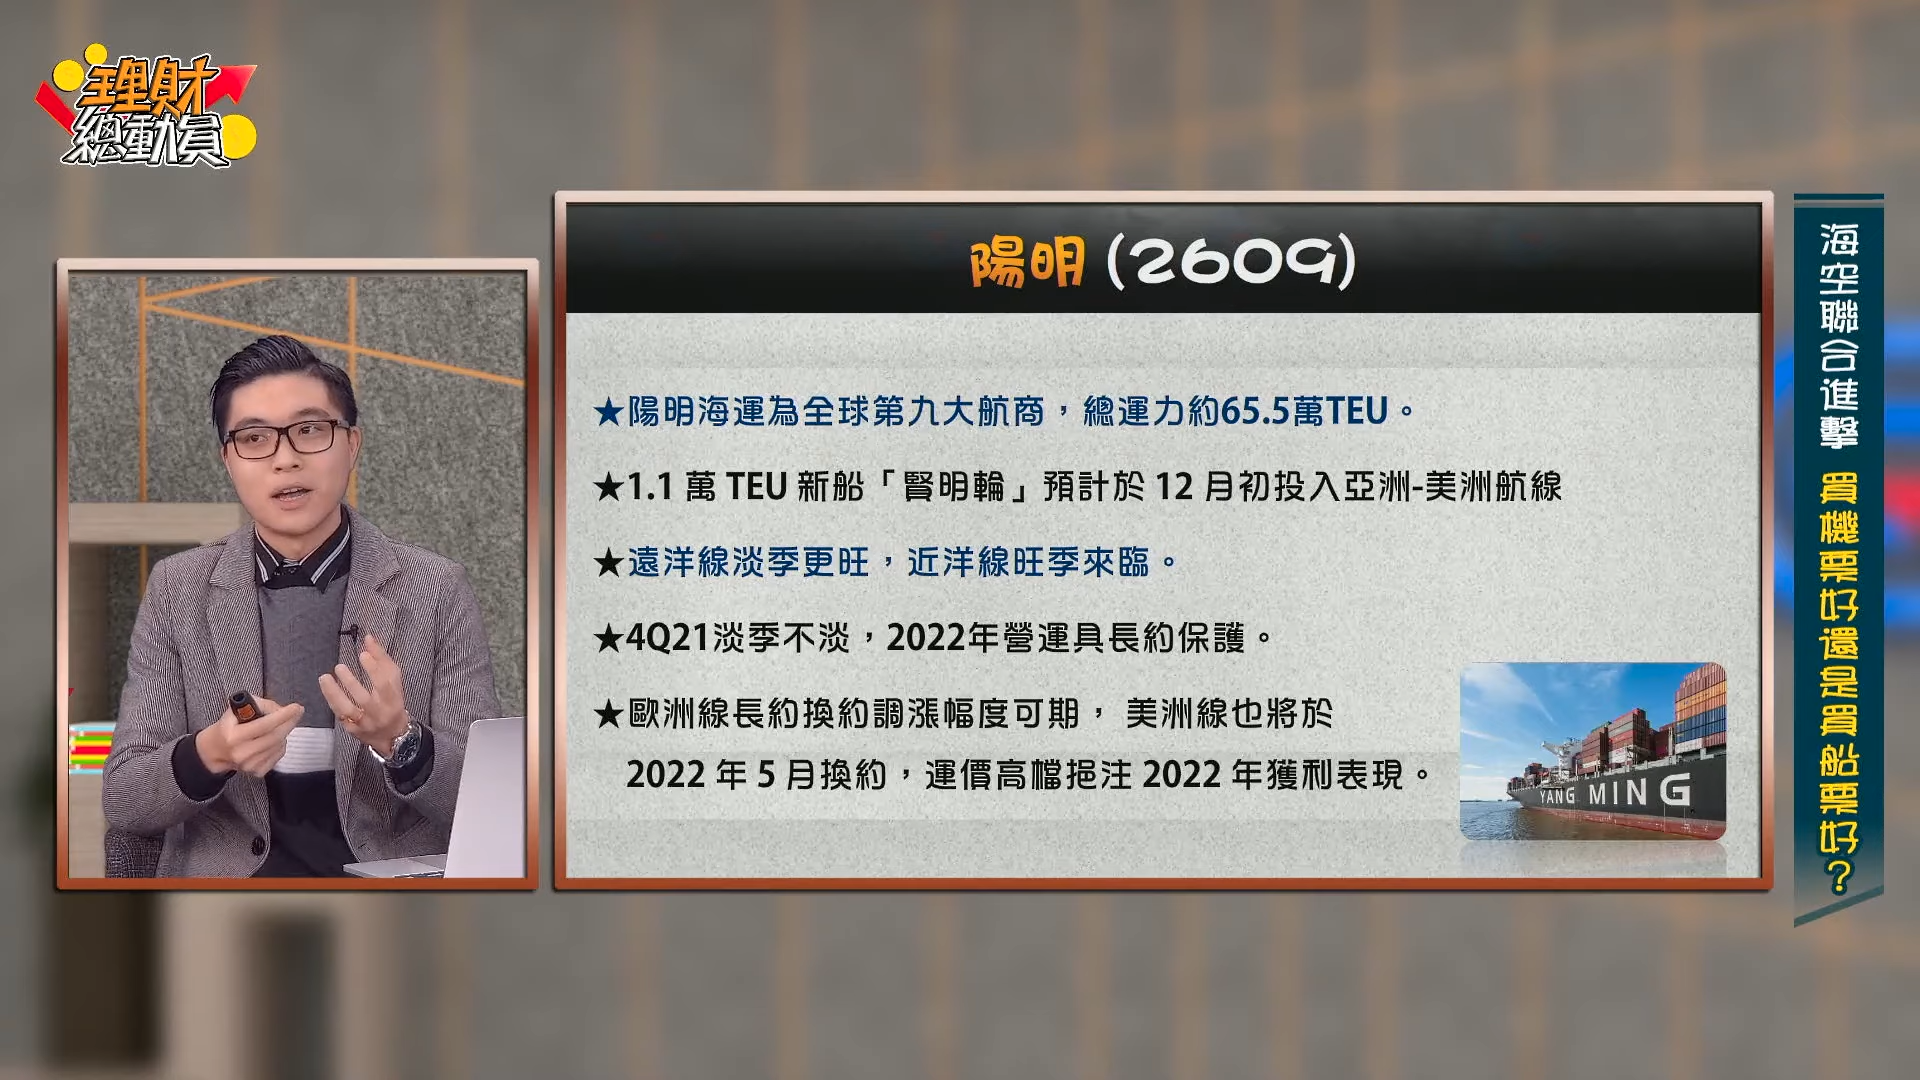 理財
總動員
陽明 (2609)
★陽明海運為全球第九大航商，總運力約65.5萬TEU。
★1.1 萬 TEU 新船「賢明輪」預計於 12 月初投入亞洲-美洲航線
★遠洋線淡季更旺，近洋線旺季來臨。
★4Q21淡季不淡，2022年營運具長約保護。
★歐洲線長約換約調漲幅度可期， 美洲線也將於
2022 年 5 月換約，運價高檔挹注 2022 年獲利表現。
YANG MING
海空聯合進擊 買機票好還是買船票好？